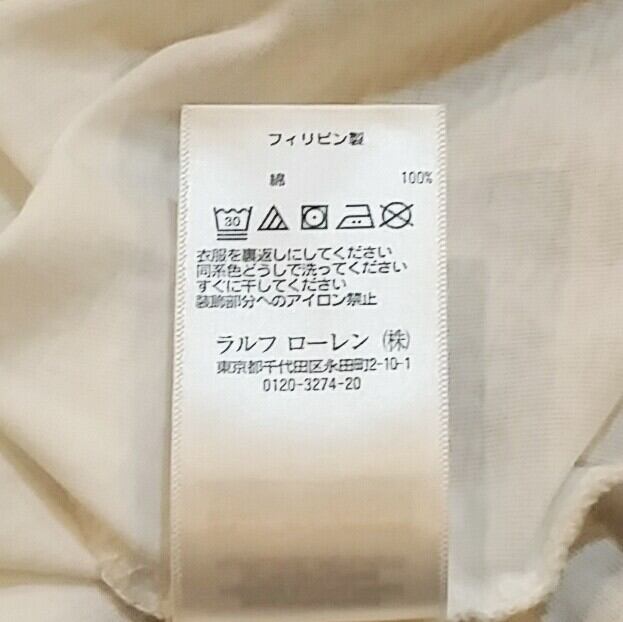 フィリピン製
綿 100%
30
衣服を裏返しにしてください
同系色どうしで洗ってください
すぐに干してください
装飾部分へのアイロン禁止
ラルフ ローレン (株)
東京都千代田区永田町2-10-1
0120-3274-20